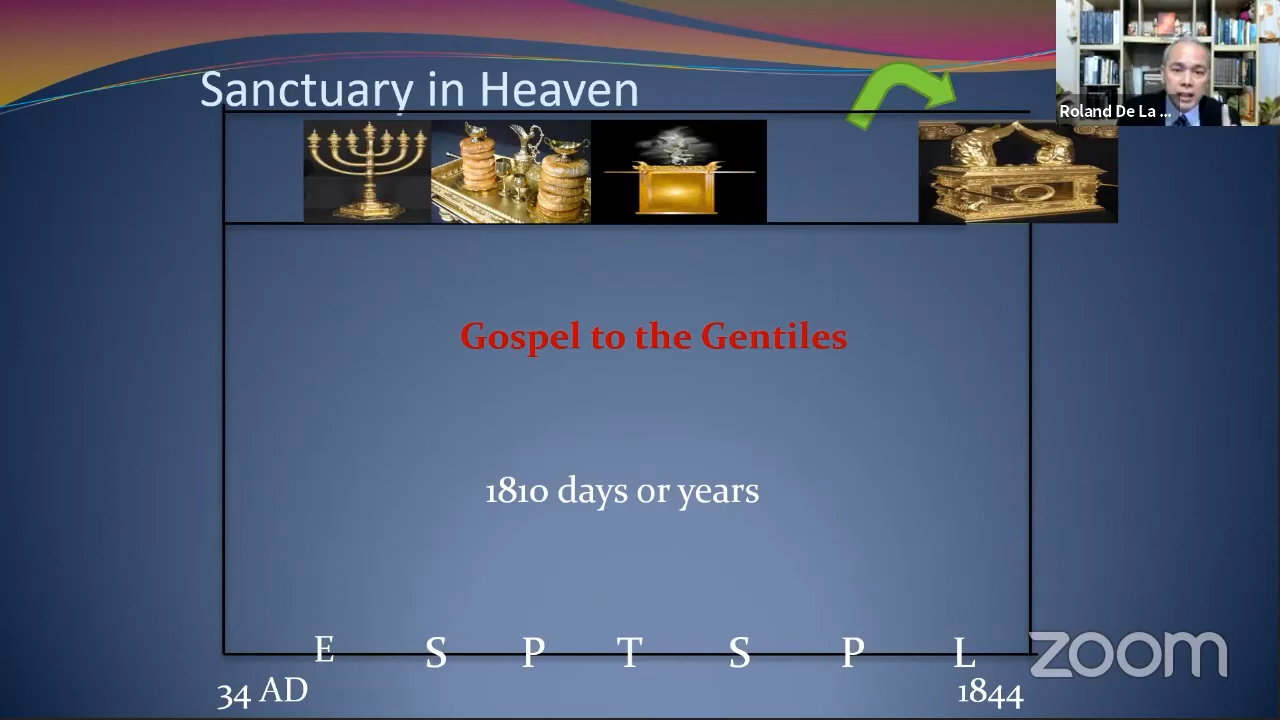 Sanctuary in Heaven
Roland De La ...
Gospel to the Gentiles
1810 days or years
E S P T S P L
34 AD 1844
zoom